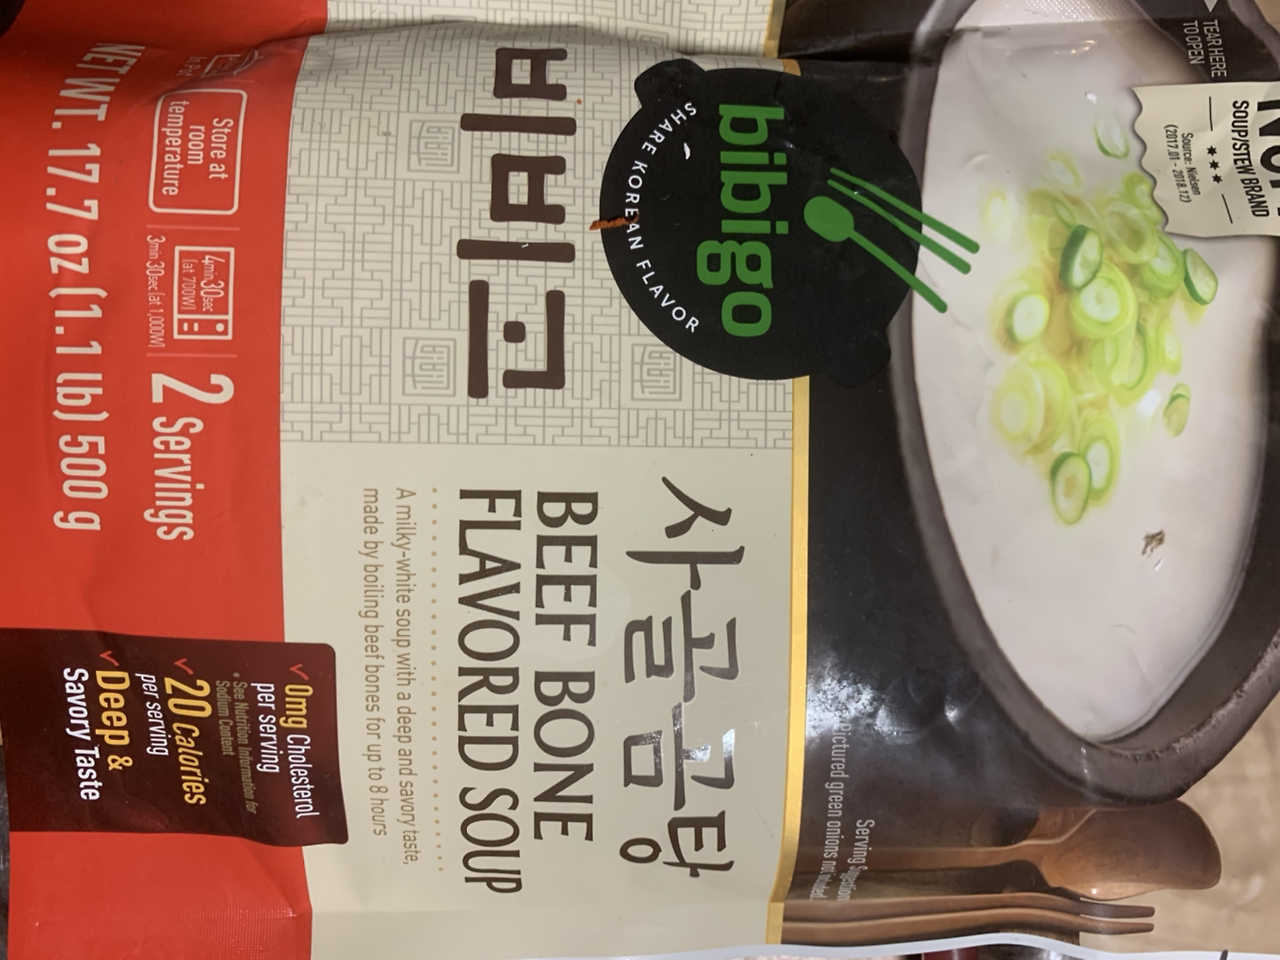 TEAR HERE
TO OPEN
SOUP/STEW BRAND
Source: Nielsen
(2017.01 - 2018.12)
bibigo
SHARE KOREAN FLAVOR
비비고
사골곰탕
BEEF BONE
FLAVORED SOUP
A milky-white soup with a deep and savory taste,
made by boiling beef bones for up to 8 hours
Serving Suggestion
Pictured green onions not included
Store at
room
temperature
4min 30sec
(at 700W)
3min 30sec (at 1,000W)
2 Servings
NET WT. 17.7 oz (1.1 lb) 500 g
0mg Cholesterol
per serving
* See Nutrition Information for
Sodium Content
20 Calories
per serving
Deep &
Savory Taste